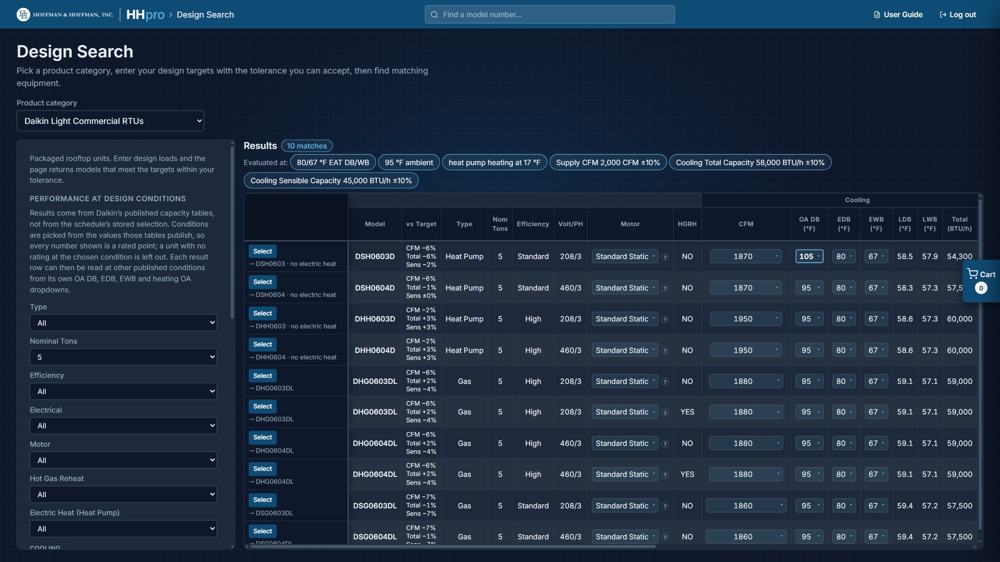 HOFFMAN & HOFFMAN, INC.
HHpro › Design Search
Find a model number...
User Guide
Log out
Design Search
Pick a product category, enter your design targets with the tolerance you can accept, then find matching
equipment.
Product category
Daikin Light Commercial RTUs
Packaged rooftop units. Enter design loads and the
page returns models that meet the targets within your
tolerance.
PERFORMANCE AT DESIGN CONDITIONS
Results come from Daikin's published capacity tables,
not from the schedule's stored selection. Conditions
are picked from the values those tables publish, so
every number shown is a rated point; a unit with no
rating at the chosen condition is left out. Each result
row can then be read at other published conditions
from its own OA DB, EDB, EWB and heating OA
dropdowns.
Type
All
Nominal Tons
5
Efficiency
All
Electrical
All
Motor
All
Hot Gas Reheat
All
Electric Heat (Heat Pump)
All
COOLING
Results 10 matches
Evaluated at: 80/67 °F EAT DB/WB 95 °F ambient heat pump heating at 17 °F Supply CFM 2,000 CFM ±10% Cooling Total Capacity 58,000 BTU/h ±10%
Cooling Sensible Capacity 45,000 BTU/h ±10%
Cooling
Model vs Target Type Nom Tons Efficiency Volt/PH Motor HGRH CFM OA DB (°F) EDB (°F) EWB (°F) LDB (°F) LWB (°F) Total (BTU/h)
Select
→ DSH0603 · no electric heat
DSH0603D
CFM −6%
Total −6%
Sens −2%
Heat Pump 5 Standard 208/3 Standard Static ? NO 1870 105 80 67 58.5 57.9 54,300
Select
→ DSH0604 · no electric heat
DSH0604D
CFM −6%
Total −1%
Sens ±0%
Heat Pump 5 Standard 460/3 Standard Static ? NO 1870 95 80 67 58.3 57.3 57,5
Select
→ DHH0603 · no electric heat
DHH0603D
CFM −2%
Total +3%
Sens +3%
Heat Pump 5 High 208/3 Standard Static ? NO 1950 95 80 67 58.6 57.3 60,000
Select
→ DHH0604 · no electric heat
DHH0604D
CFM −2%
Total +3%
Sens +3%
Heat Pump 5 High 460/3 Standard Static ? NO 1950 95 80 67 58.6 57.3 60,000
Select
→ DHG0603DL
DHG0603DL
CFM −6%
Total +2%
Sens −4%
Gas 5 High 208/3 Standard Static ? NO 1880 95 80 67 59.1 57.1 59,000
Select
→ DHG0603DL
DHG0603DL
CFM −6%
Total +2%
Sens −4%
Gas 5 High 208/3 Standard Static ? YES 1880 95 80 67 59.1 57.1 59,000
Select
→ DHG0604DL
DHG0604DL
CFM −6%
Total +2%
Sens −4%
Gas 5 High 460/3 Standard Static ? NO 1880 95 80 67 59.1 57.1 59,000
Select
→ DHG0604DL
DHG0604DL
CFM −6%
Total +2%
Sens −4%
Gas 5 High 460/3 Standard Static ? YES 1880 95 80 67 59.1 57.1 59,000
Select
→ DSG0603DL
DSG0603DL
CFM −7%
Total −1%
Sens −7%
Gas 5 Standard 208/3 Standard Static ? NO 1860 95 80 67 59.4 57.2 57,500
Select
→ DSG0604DL
DSG0604DL
CFM −7%
Total −1%
Sens −7%
Gas 5 Standard 460/3 Standard Static ? NO 1860 95 80 67 59.4 57.2 57,500
Cart
0